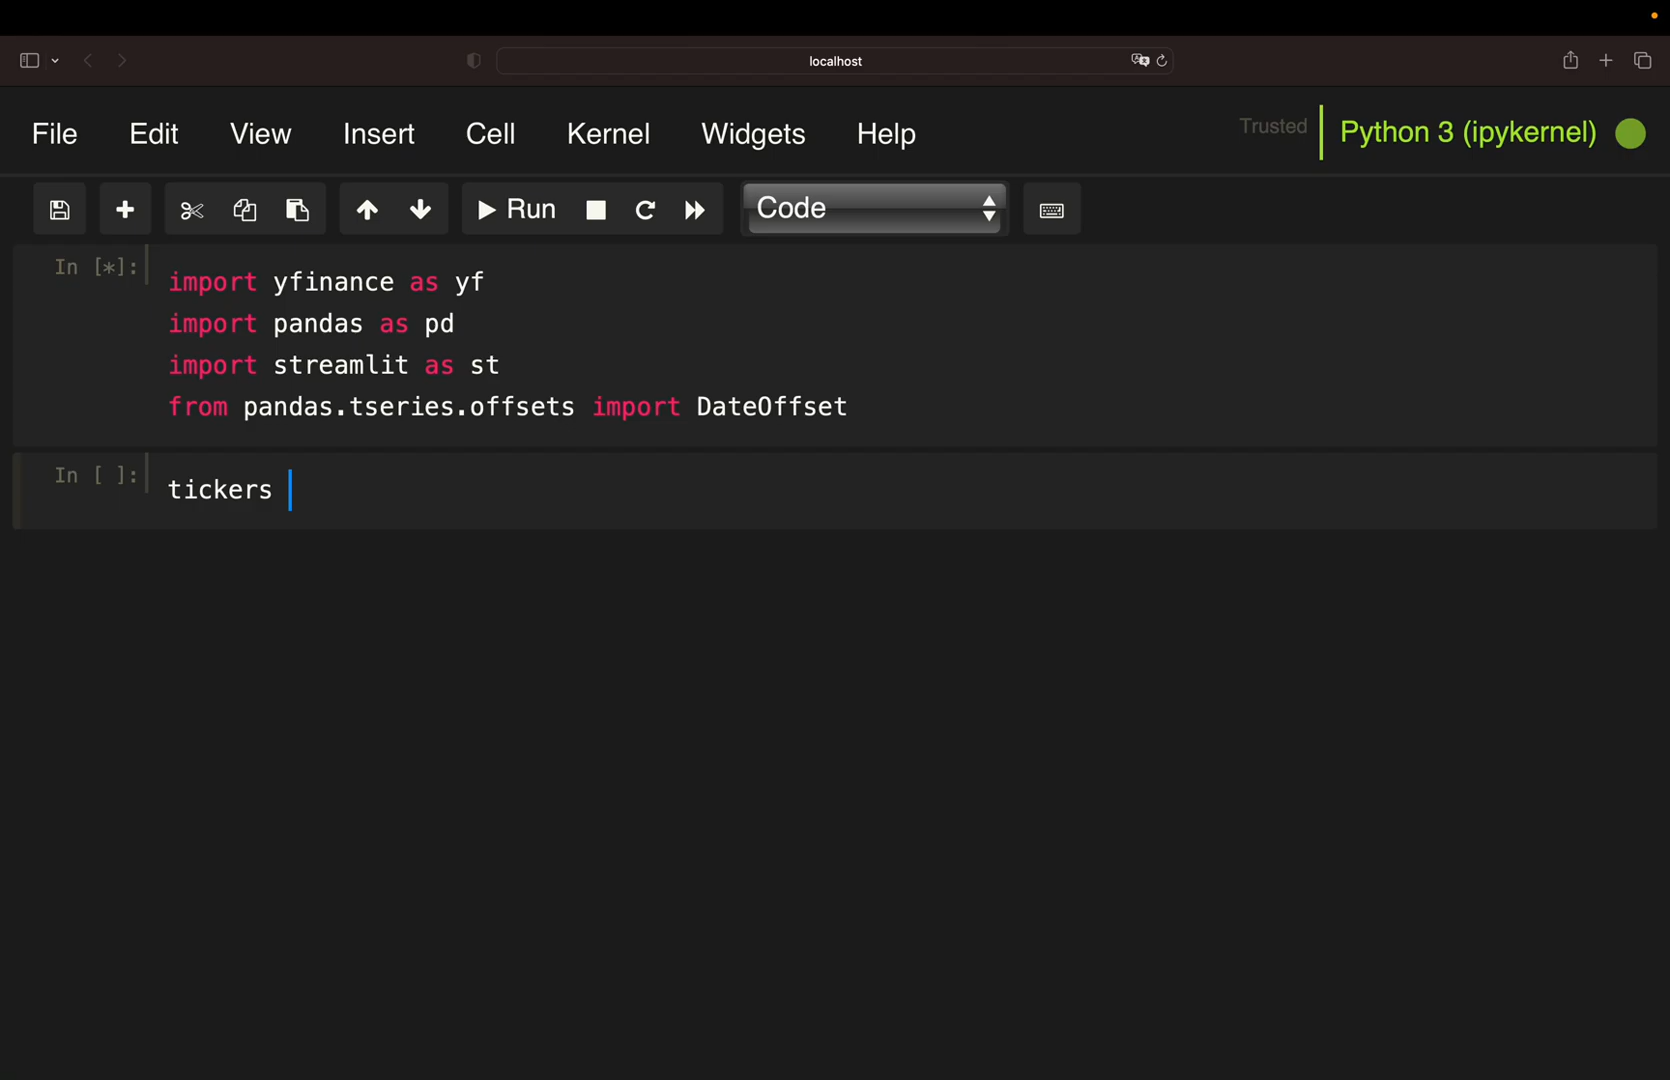 localhost
File Edit View Insert Cell Kernel Widgets Help Trusted Python 3 (ipykernel)
Run Code
In [*]:
import yfinance as yf
import pandas as pd
import streamlit as st
from pandas.tseries.offsets import DateOffset
In [ ]:
tickers